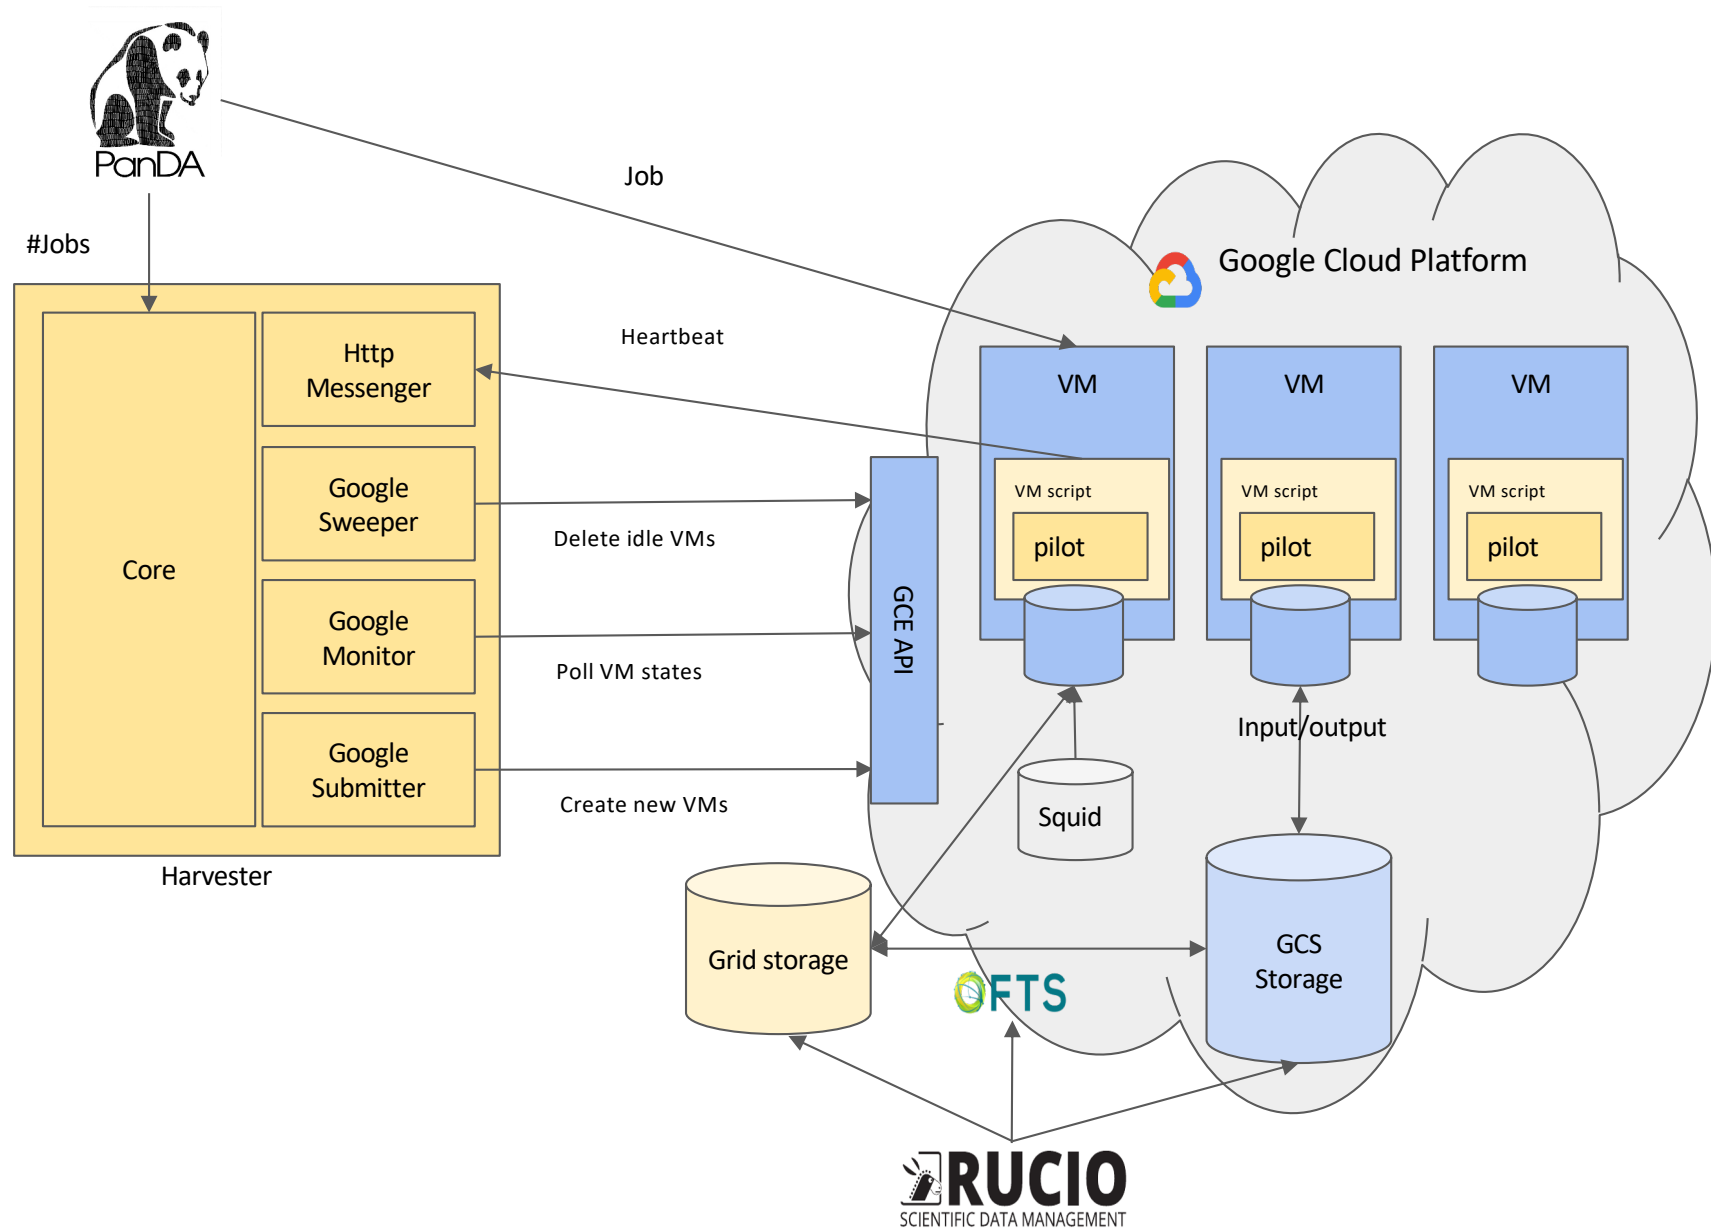 PanDA
Job
#Jobs
Google Cloud Platform
Http
Messenger
Heartbeat
VM
VM
VM
Google
Sweeper
VM script
VM script
VM script
Delete idle VMs
pilot
pilot
pilot
Core
GCE API
Google
Monitor
Poll VM states
Input/output
Google
Submitter
Create new VMs
Squid
Harvester
Grid storage
GCS
Storage
FTS
RUCIO
SCIENTIFIC DATA MANAGEMENT